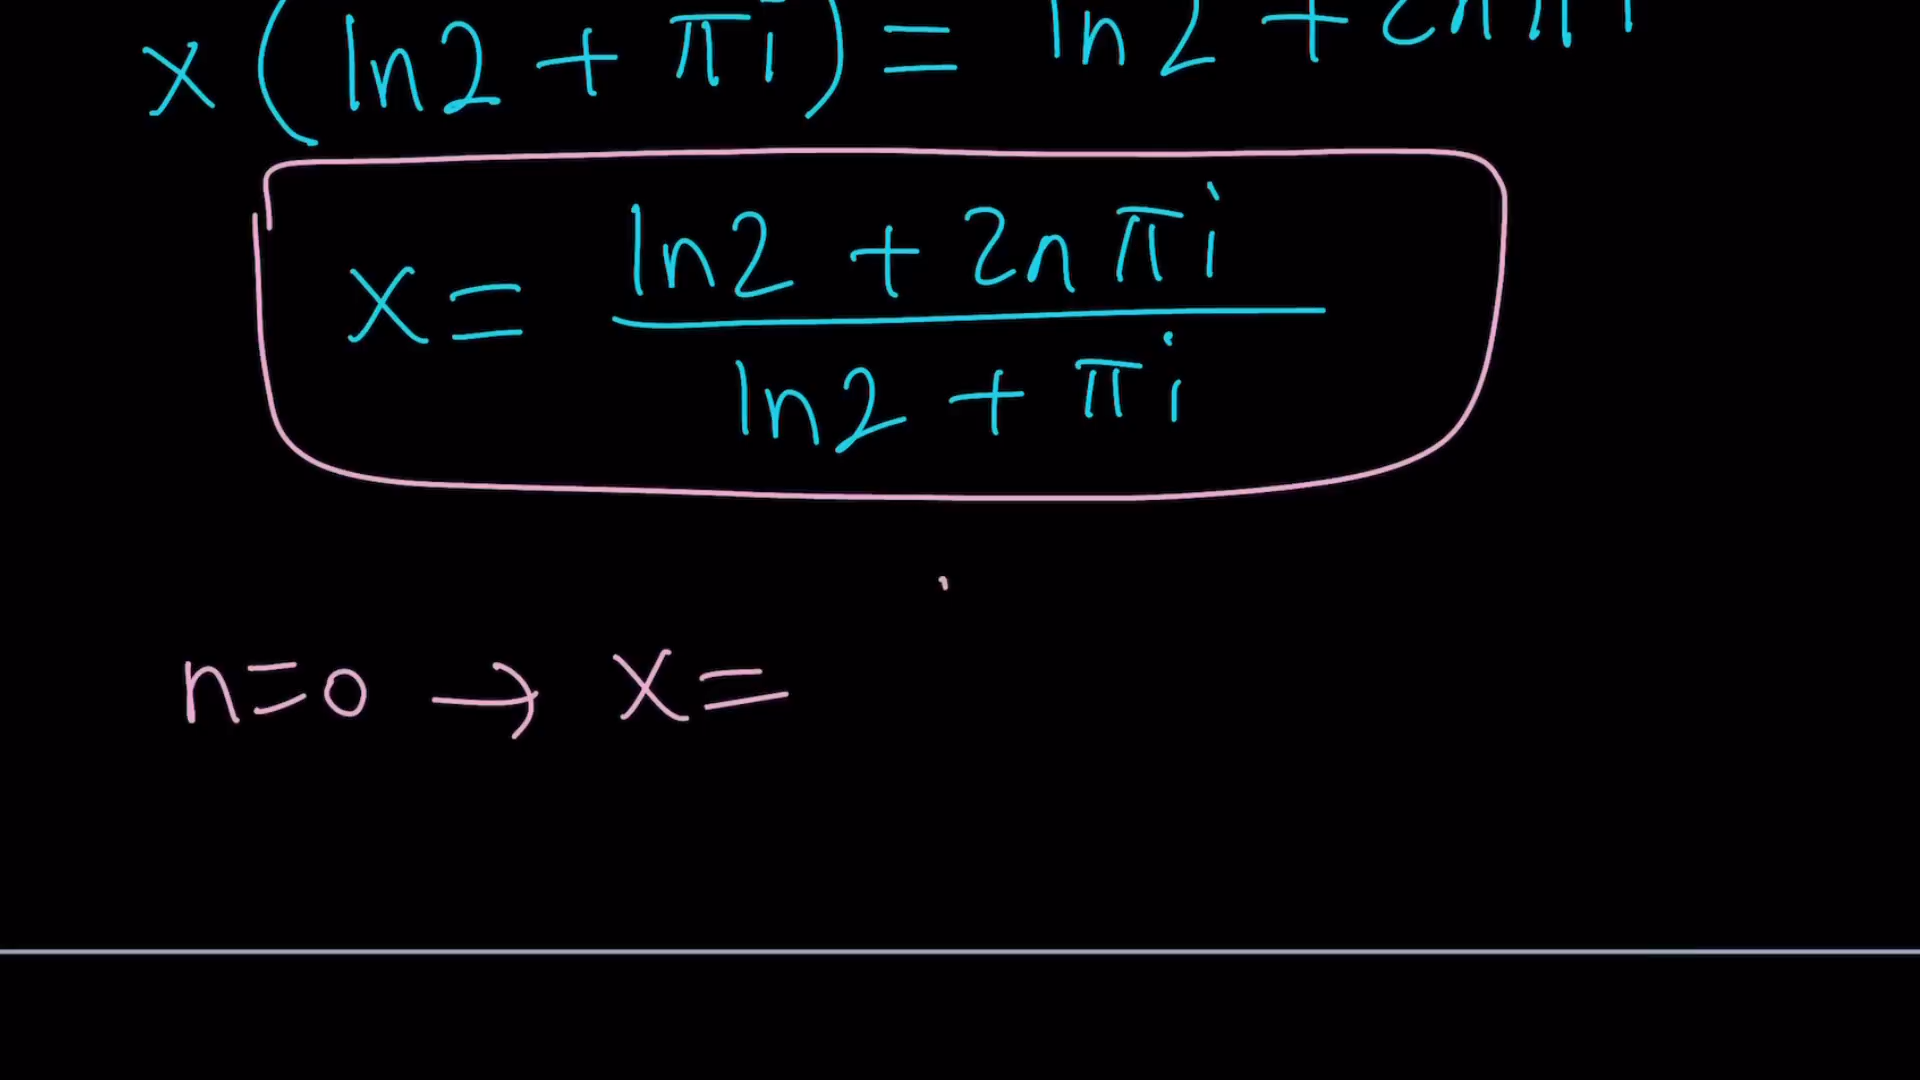 x(ln2 + πi) = ln2 + 2nπi
x = (ln2 + 2nπi)/(ln2 + πi)
n=0 → x=